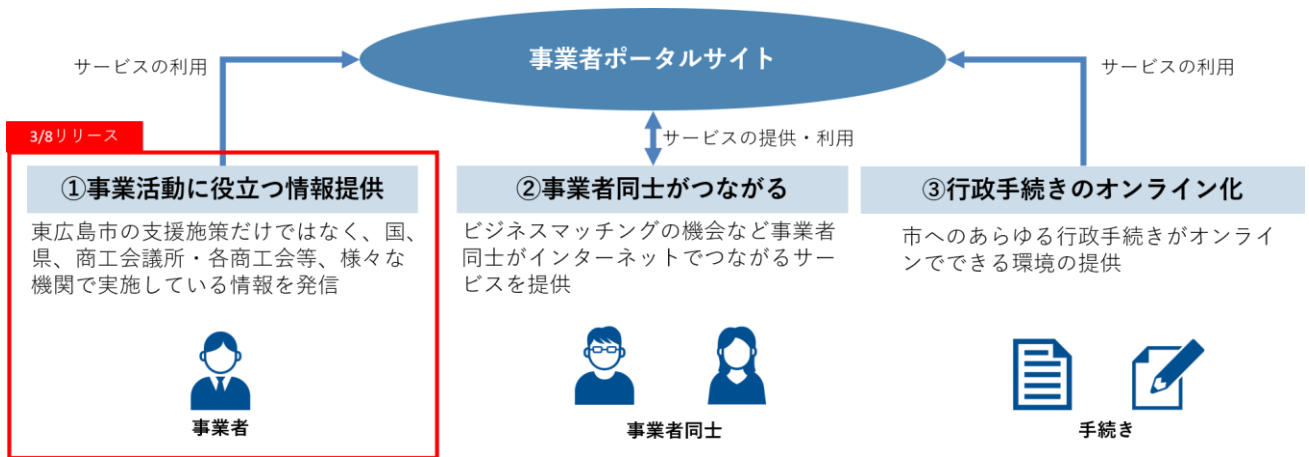 事業者ポータルサイト
サービスの利用
サービスの利用
サービスの提供・利用
3/8リリース
①事業活動に役立つ情報提供
東広島市の支援施策だけではなく、国、
県、商工会議所・各商工会等、様々な
機関で実施している情報を発信
事業者
②事業者同士がつながる
ビジネスマッチングの機会など事業者
同士がインターネットでつながるサー
ビスを提供
事業者同士
③行政手続きのオンライン化
市へのあらゆる行政手続きがオンライ
ンでできる環境の提供
手続き